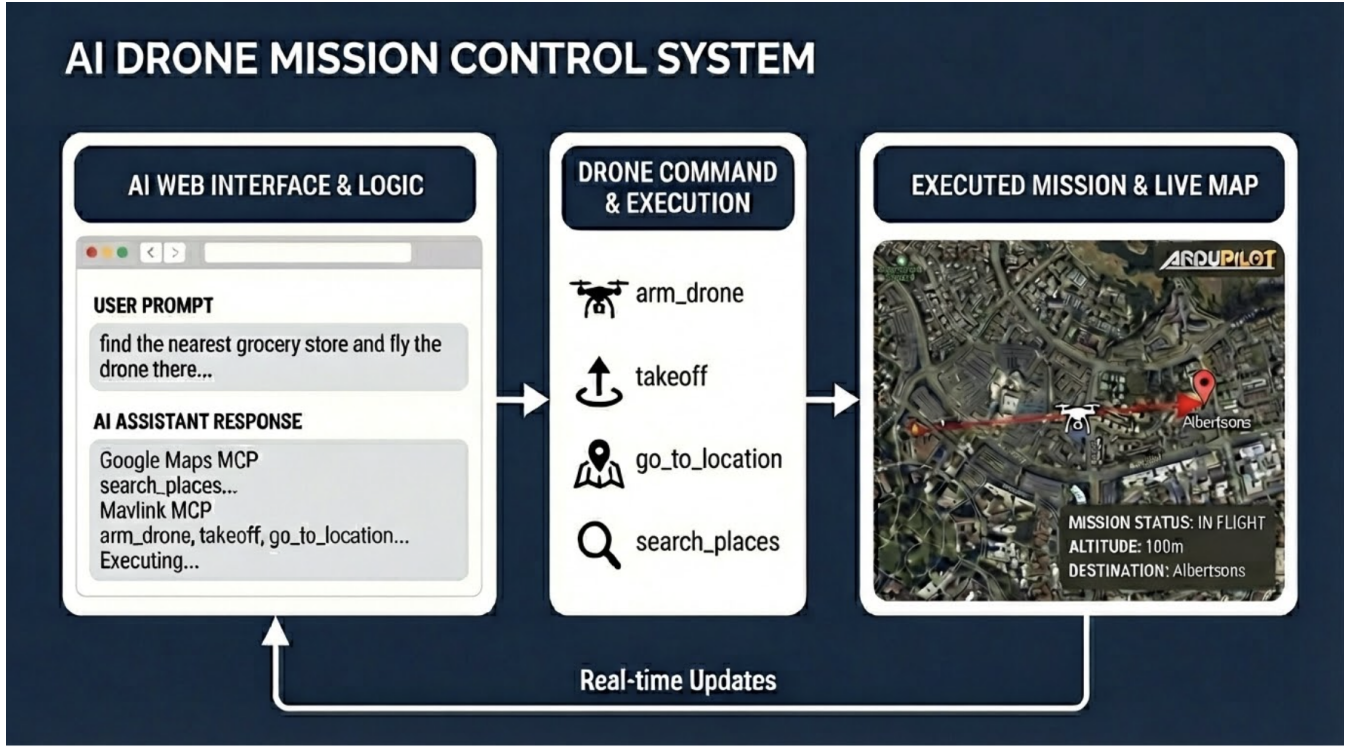 AI DRONE MISSION CONTROL SYSTEM
AI WEB INTERFACE & LOGIC
USER PROMPT
find the nearest grocery store and fly the
drone there...
AI ASSISTANT RESPONSE
Google Maps MCP
search_places...
Mavlink MCP
arm_drone, takeoff, go_to_location...
Executing...
DRONE COMMAND
& EXECUTION
arm_drone
takeoff
go_to_location
search_places
EXECUTED MISSION & LIVE MAP
ARDUPILOT
Albertsons
MISSION STATUS: IN FLIGHT
ALTITUDE: 100m
DESTINATION: Albertsons
Real-time Updates